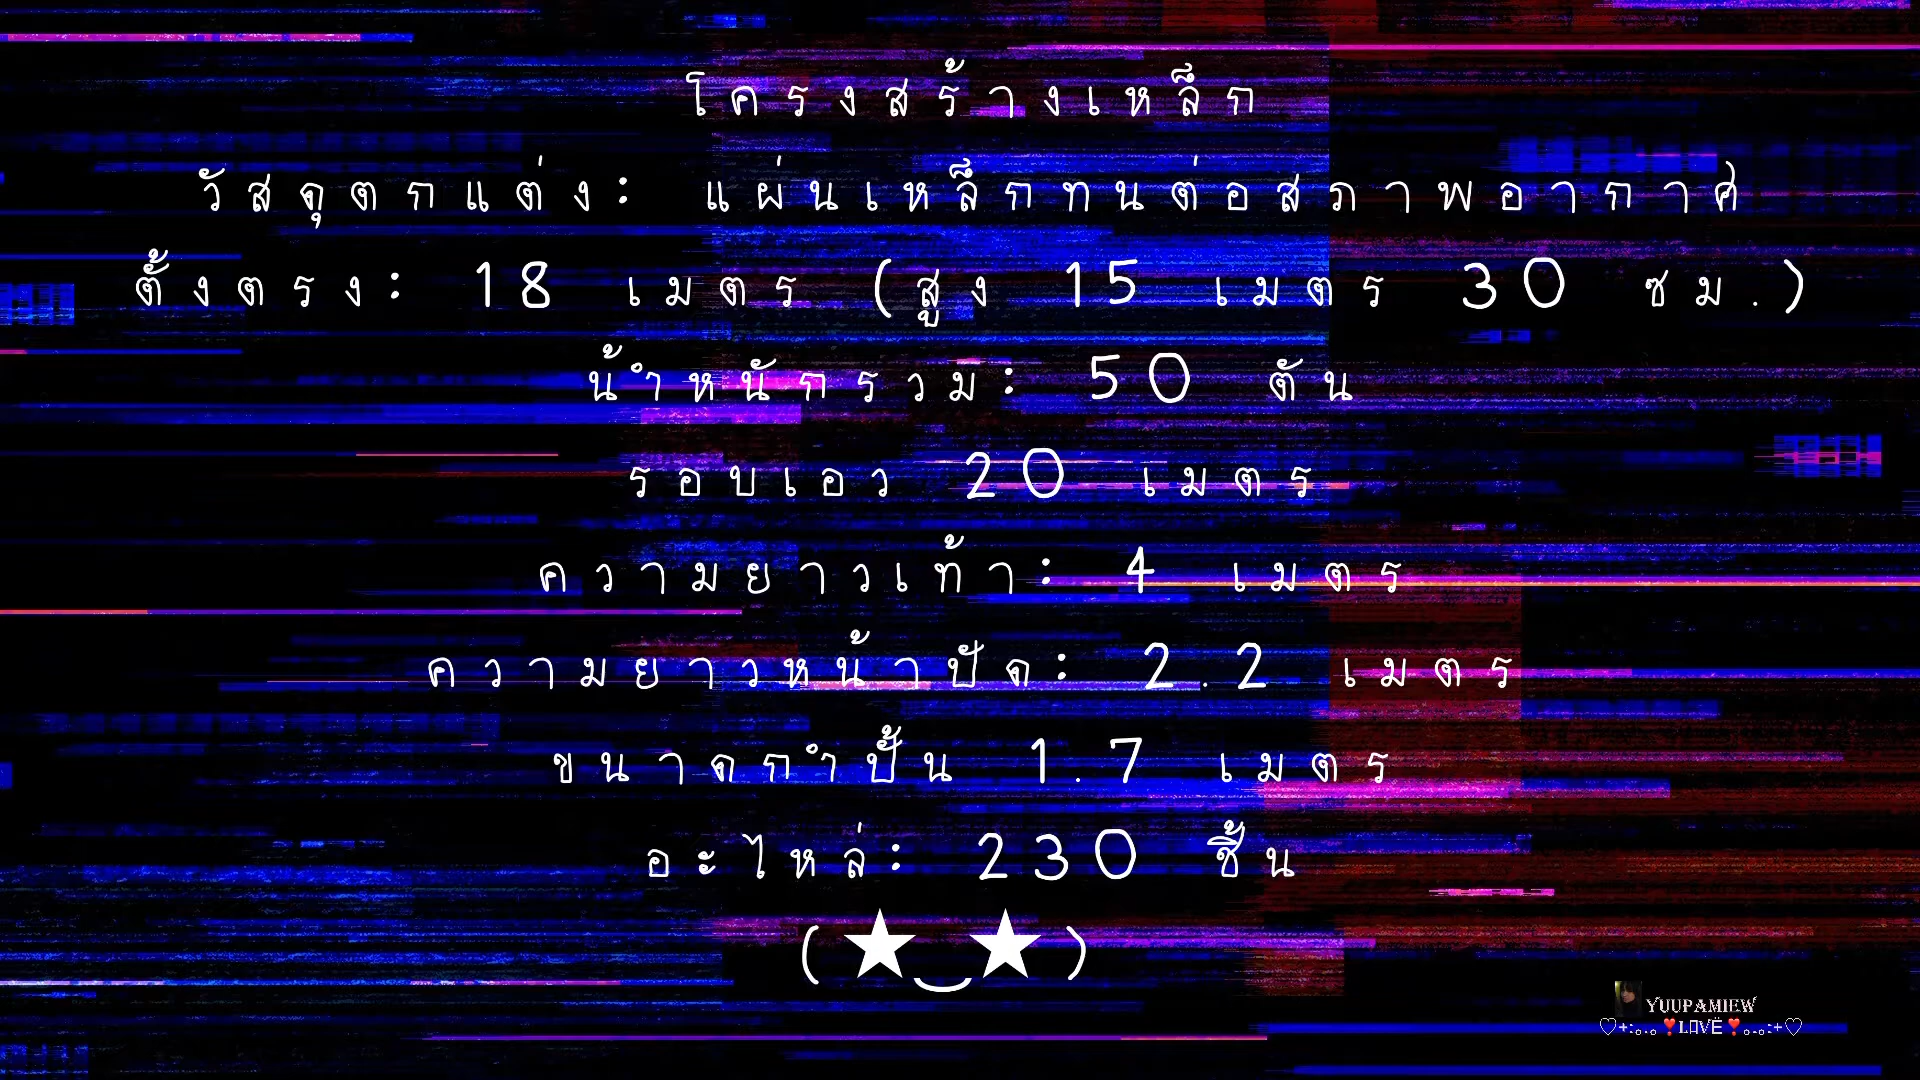 โครงสร้างเหล็ก
วัสดุตกแต่ง: แผ่นเหล็กทนต่อสภาพอากาศ
ตั้งตรง: 18 เมตร (สูง 15 เมตร 30 ซม.)
น้ำหนักรวม: 50 ตัน
รอบเอว 20 เมตร
ความยาวเท้า: 4 เมตร
ความยาวหน้าปัด: 2.2 เมตร
ขนาดกำปั้น 1.7 เมตร
อะไหล่: 230 ชิ้น
(★‿★)
YUUPAMIEW
♡+:｡.｡❣LΠVЁ❣｡.｡:+♡